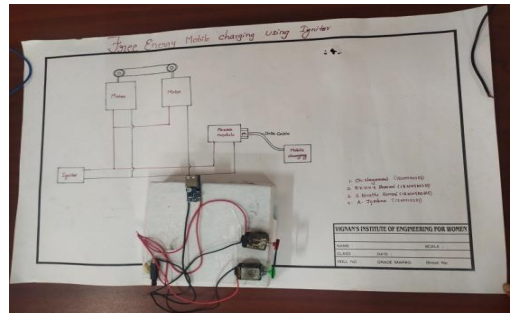 Free Energy Mobile charging using Ignitor
Motor
Motor
Power
module
Data Cable
Mobile
charging
Ignitor
VIGNAN'S INSTITUTE OF ENGINEERING FOR WOMEN
NAME
SCALE
CLASS
DATE
REG. NO.
GRADE MARKS
Sheet No.